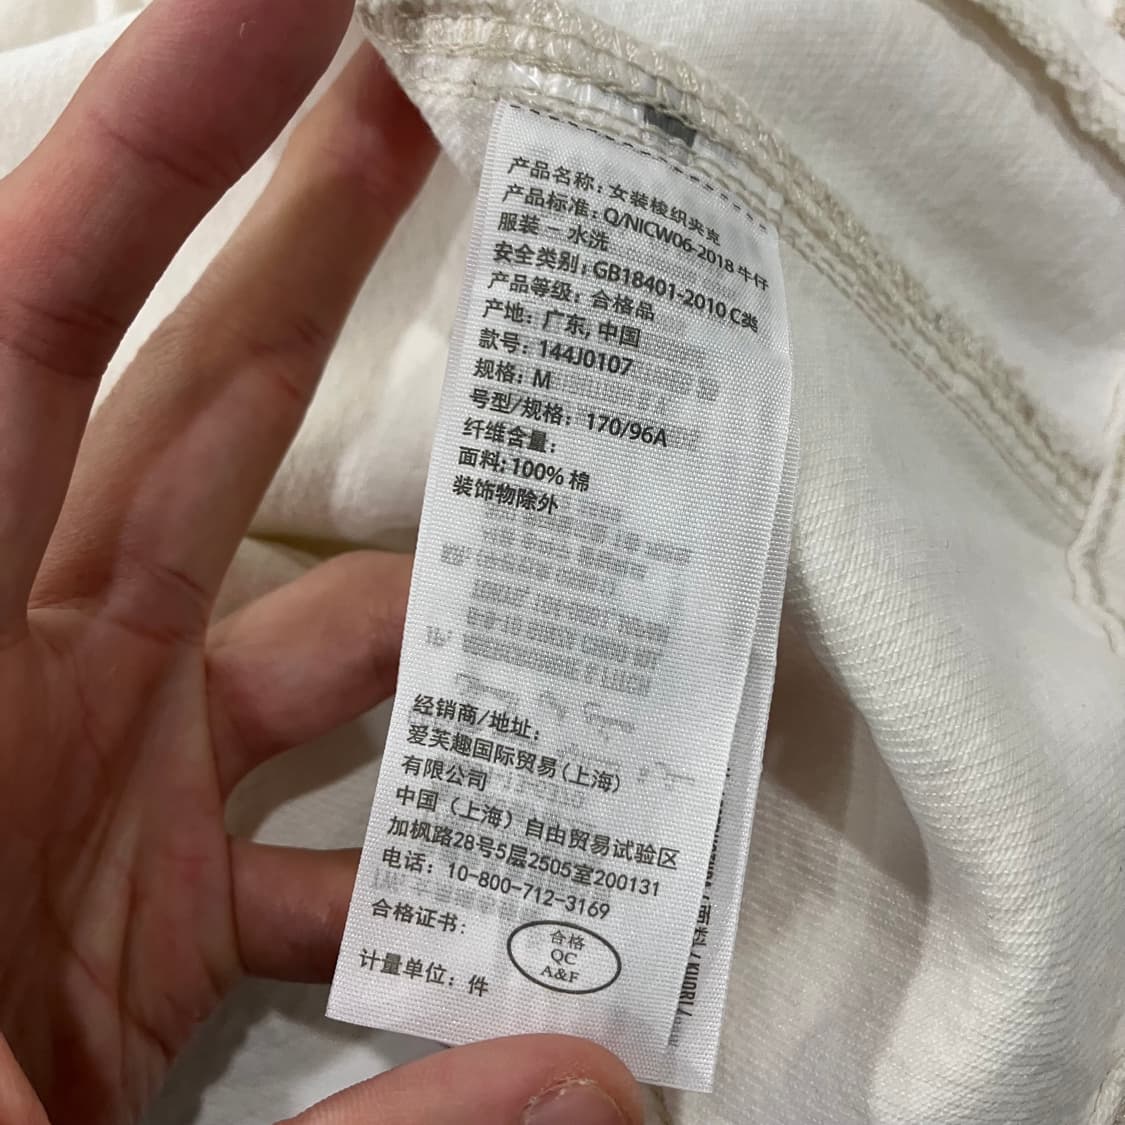 产品名称：女装梭织夹克
产品标准：Q/NICW06-2018 牛仔
服装 - 水洗
安全类别：GB18401-2010 C类
产品等级：合格品
产地：广东, 中国
款号：144J0107
规格：M
号型/规格：170/96A
纤维含量：
面料：100% 棉
装饰物除外
经销商/地址：
爱芙趣国际贸易(上海)
有限公司
中国（上海）自由贸易试验区
加枫路28号5层2505室200131
电话：10-800-712-3169
合格证书：
合格
QC
A&F
计量单位：件
面料 / KUORI/